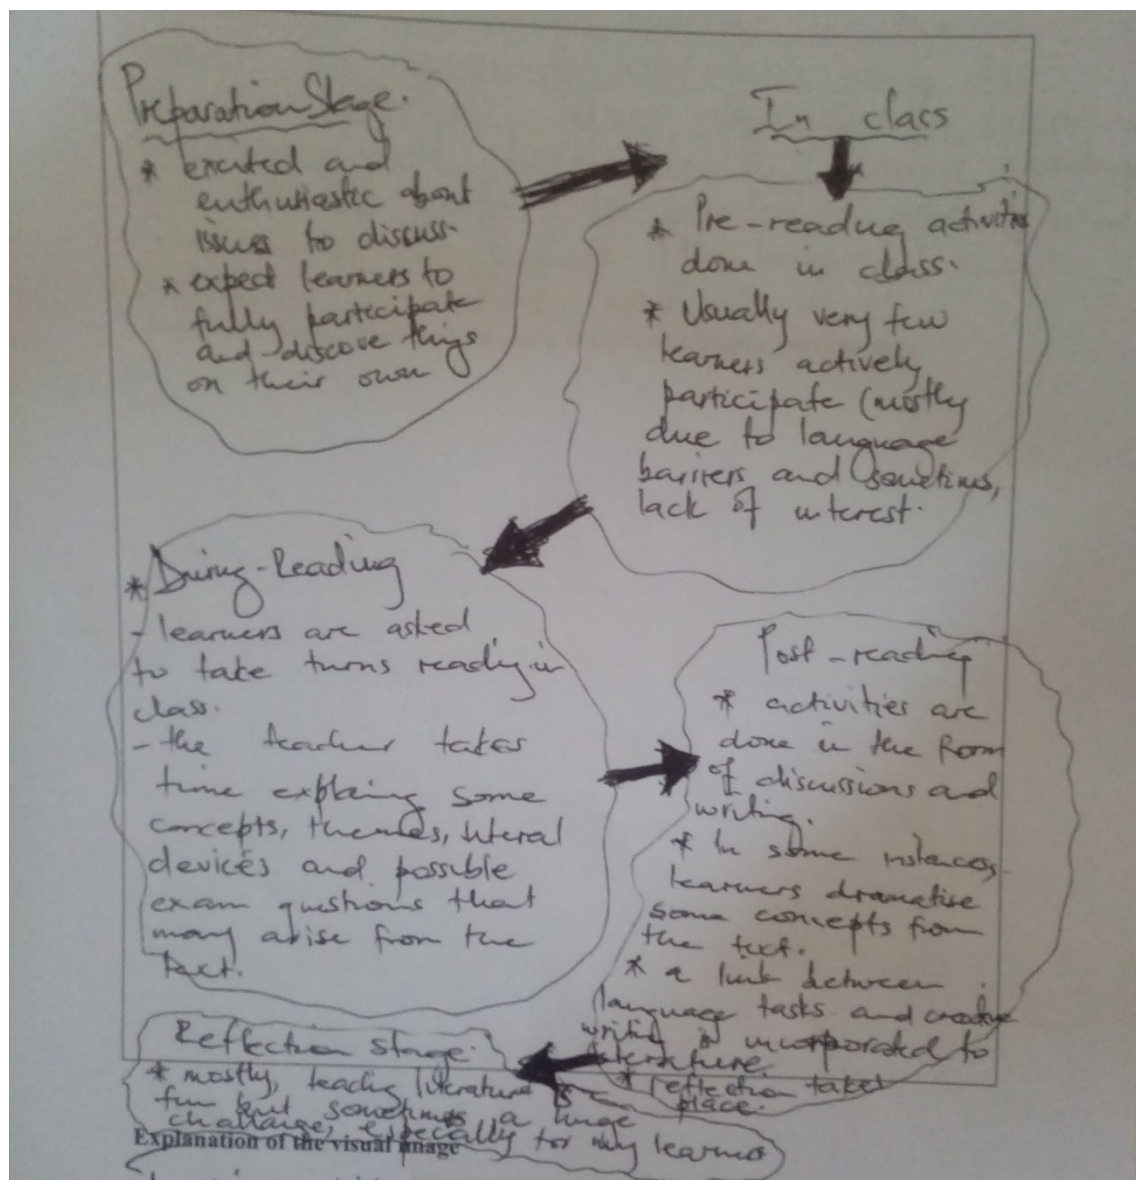 Preparation Stage.
* excited and
enthusiastic about
issues to discuss.
* expect learners to
fully participate
and discove things
on their own
In class
* Pre-reading activities
done in class.
* Usually very few
learners actively
participate (mostly
due to language
barriers and sometimes,
lack of interest.
* During-Reading
- learners are asked
to take turns reading in
class.
- the teacher takes
time explaing some
concepts, themes, literal
devices and possible
exam questions that
may arise from the
text.
Post-reading
* activities are
done in the form
of discussions and
writing.
* In some instances
learners dramatise
some concepts from
the text.
* a link between
language tasks and creative
writing is incorporated to
literature
* reflection takes
place.
Reflection Stage.
* mostly, teaching literature is
fun but sometimes a huge
challange, especially for my learners
Explanation of the visual image